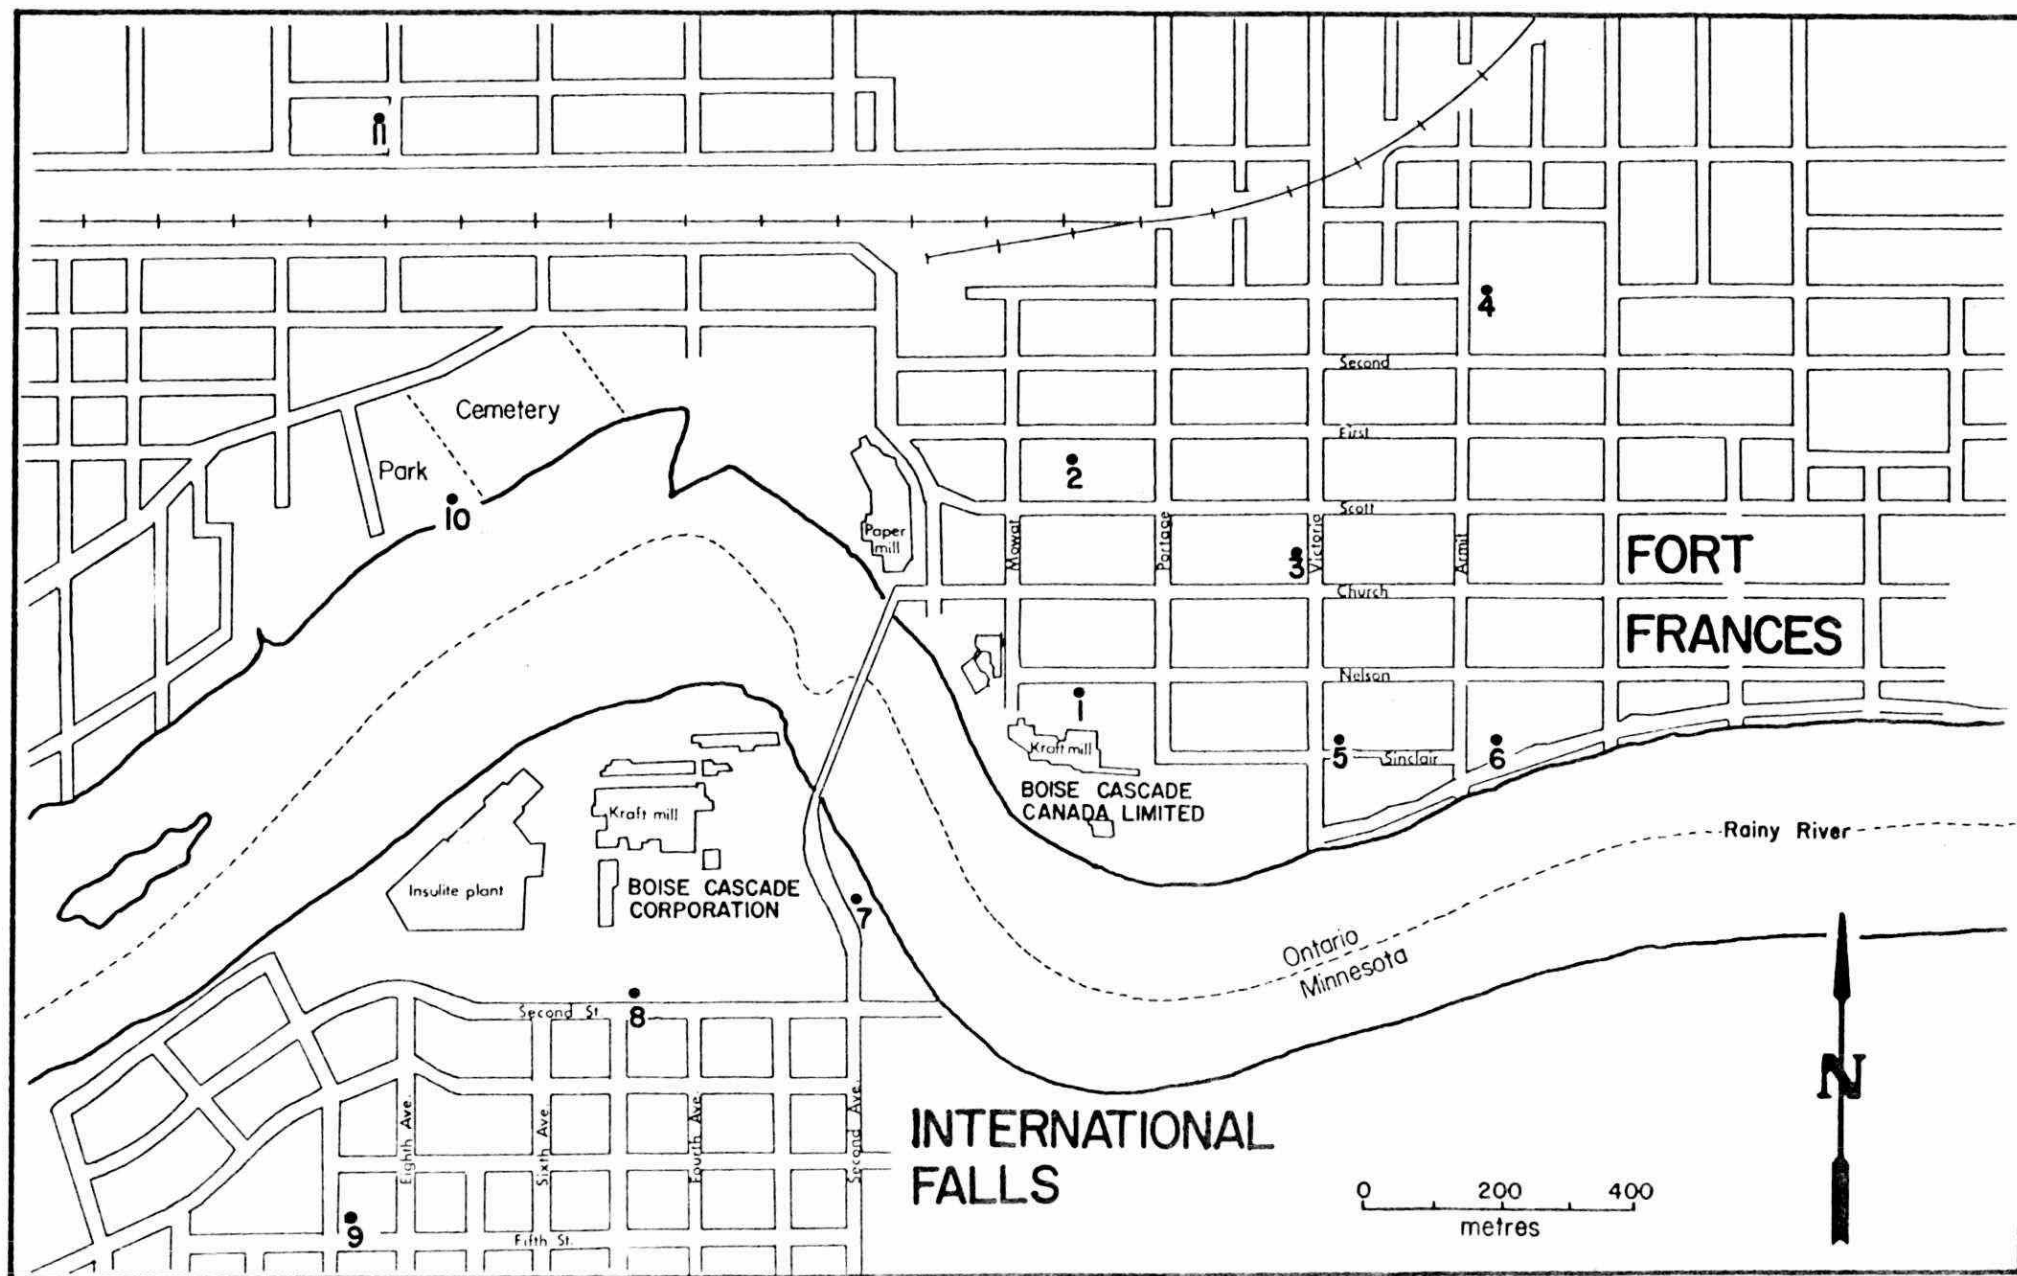 11
4
Second
Cemetery
First
Park
2
10
Scott
Paper
mill
Mowat
Portage
Victoria
Armit
3
FORT
FRANCES
Church
Nelson
1
Kraft mill
5
Sinclair
6
BOISE CASCADE
CANADA LIMITED
Kraft mill
Rainy River
Insulite plant
BOISE CASCADE
CORPORATION
7
Ontario
Minnesota
Second St.
8
N
Eighth Ave.
Sixth Ave
Fourth Ave.
Second Ave.
INTERNATIONAL
FALLS
0 200 400
metres
9
Fifth St.